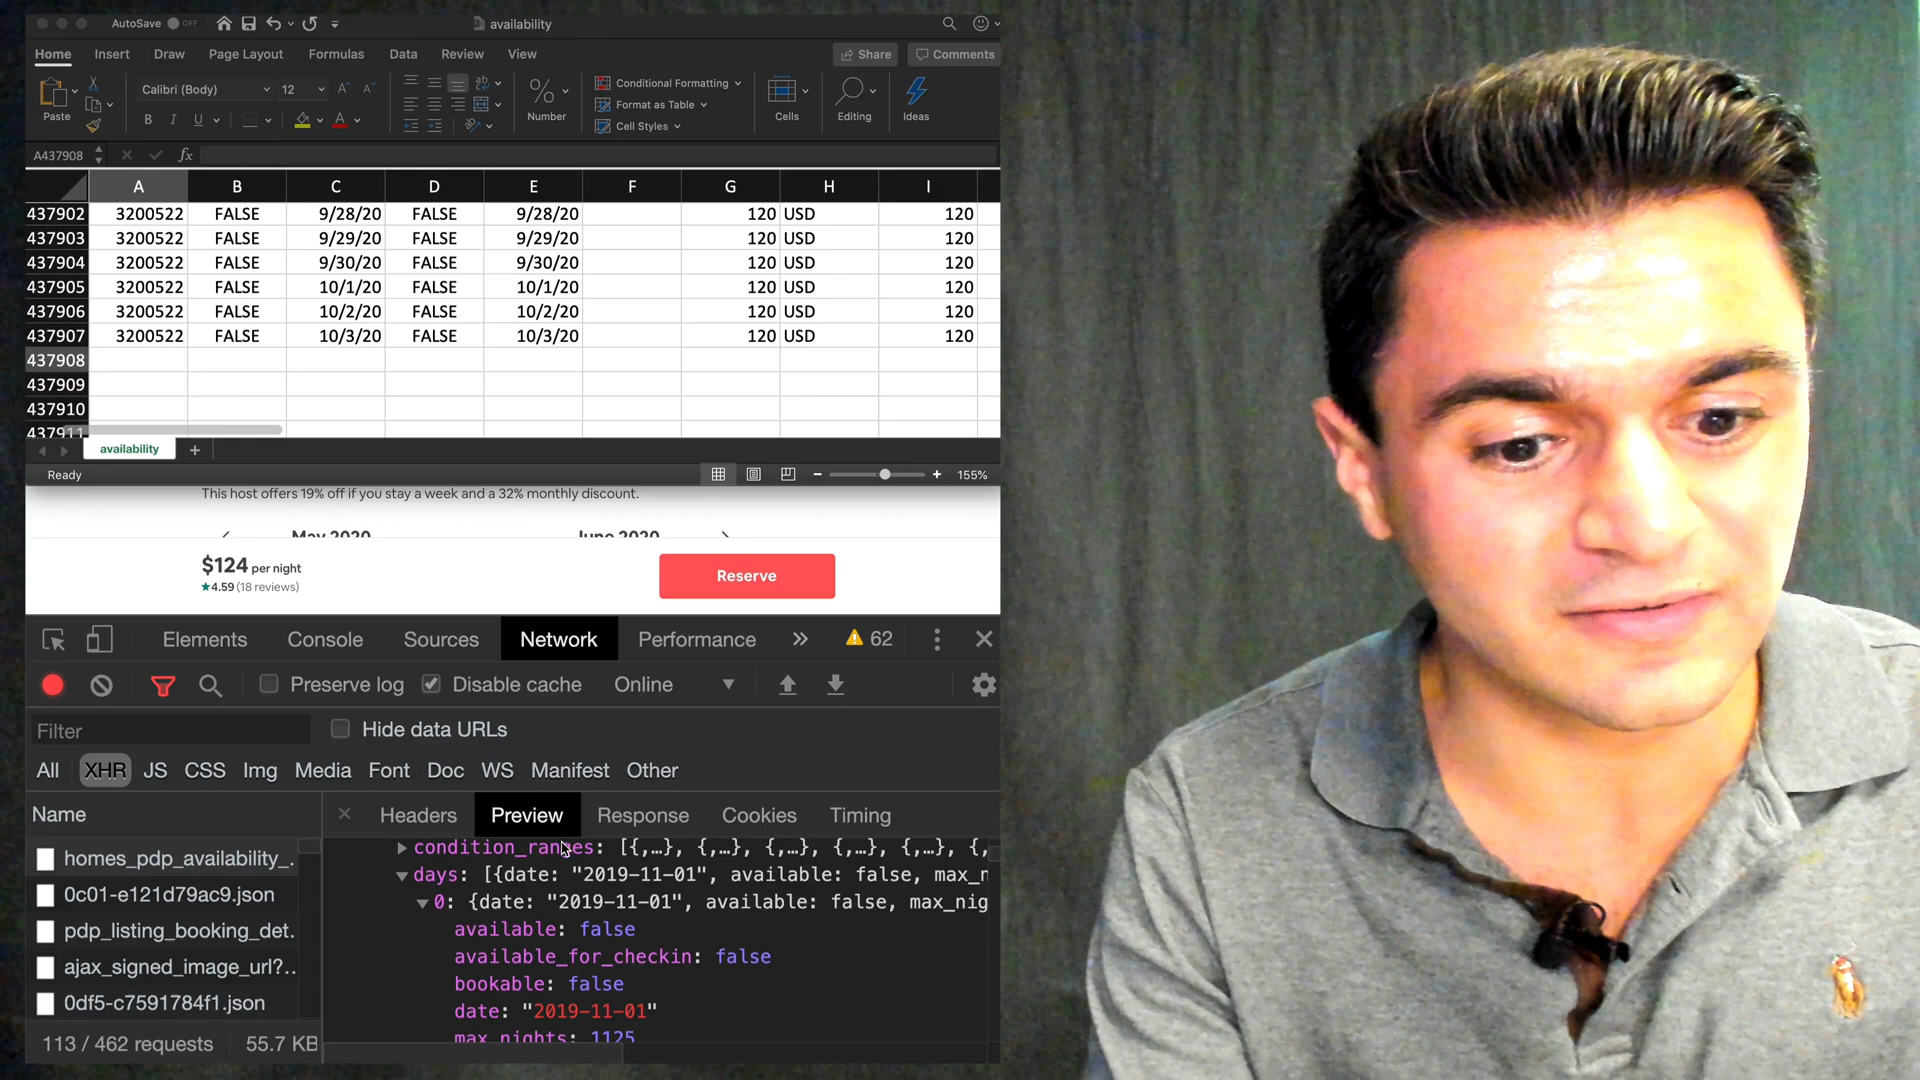 AutoSave OFF availability
Home Insert Draw Page Layout Formulas Data Review View Share Comments
Paste Calibri (Body) 12 B I U Number Conditional Formatting Format as Table Cell Styles Cells Editing Ideas
A437908 fx
A B C D E F G H I
437902 3200522 FALSE 9/28/20 FALSE 9/28/20 120 USD 120
437903 3200522 FALSE 9/29/20 FALSE 9/29/20 120 USD 120
437904 3200522 FALSE 9/30/20 FALSE 9/30/20 120 USD 120
437905 3200522 FALSE 10/1/20 FALSE 10/1/20 120 USD 120
437906 3200522 FALSE 10/2/20 FALSE 10/2/20 120 USD 120
437907 3200522 FALSE 10/3/20 FALSE 10/3/20 120 USD 120
437908
437909
437910
437911
availability +
Ready 155%
This host offers 19% off if you stay a week and a 32% monthly discount.
May 2020 June 2020
$124 per night
4.59 (18 reviews)
Reserve
Elements Console Sources Network Performance » 62
Preserve log Disable cache Online
Filter Hide data URLs
All XHR JS CSS Img Media Font Doc WS Manifest Other
Name Headers Preview Response Cookies Timing
homes_pdp_availability_.
0c01-e121d79ac9.json
pdp_listing_booking_det.
ajax_signed_image_url?..
0df5-c7591784f1.json
113 / 462 requests 55.7 KB
condition_ranges: [{,…}, {,…}, {,…}, {,…}, {,…}, {,
days: [{date: "2019-11-01", available: false, max_n
0: {date: "2019-11-01", available: false, max_nig
available: false
available_for_checkin: false
bookable: false
date: "2019-11-01"
max_nights: 1125